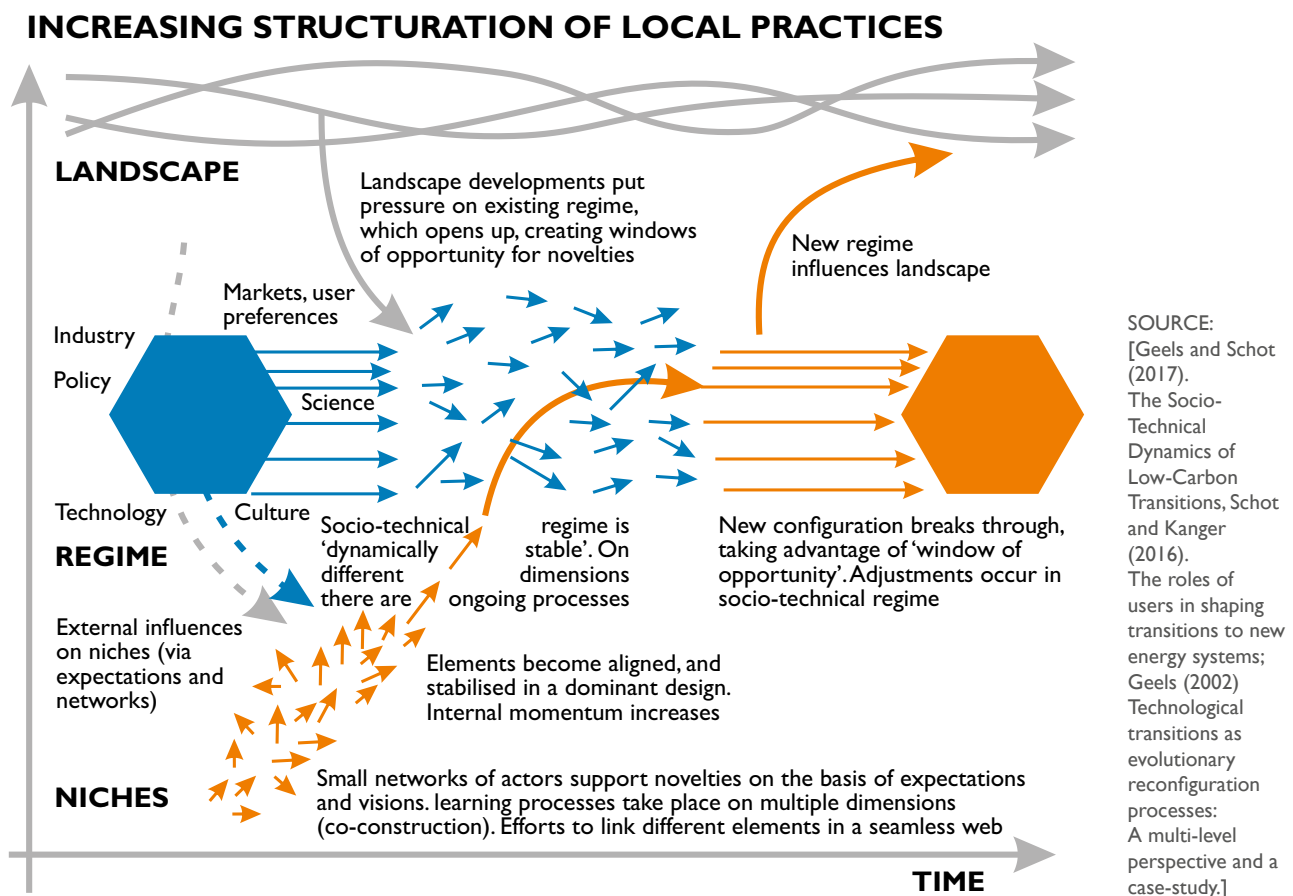 INCREASING STRUCTURATION OF LOCAL PRACTICES
LANDSCAPE
Landscape developments put
pressure on existing regime,
which opens up, creating windows
of opportunity for novelties
New regime
influences landscape
Markets, user
preferences
Industry
Policy
Science
Technology
Culture
REGIME
Socio-technical regime is
‘dynamically stable’. On
different dimensions
there are ongoing processes
New configuration breaks through,
taking advantage of ‘window of
opportunity’. Adjustments occur in
socio-technical regime
External influences
on niches (via
expectations and
networks)
Elements become aligned, and
stabilised in a dominant design.
Internal momentum increases
NICHES
Small networks of actors support novelties on the basis of expectations
and visions. learning processes take place on multiple dimensions
(co-construction). Efforts to link different elements in a seamless web
TIME
SOURCE:
[Geels and Schot
(2017).
The Socio-
Technical
Dynamics of
Low-Carbon
Transitions, Schot
and Kanger
(2016).
The roles of
users in shaping
transitions to new
energy systems;
Geels (2002)
Technological
transitions as
evolutionary
reconfiguration
processes:
A multi-level
perspective and a
case-study.]